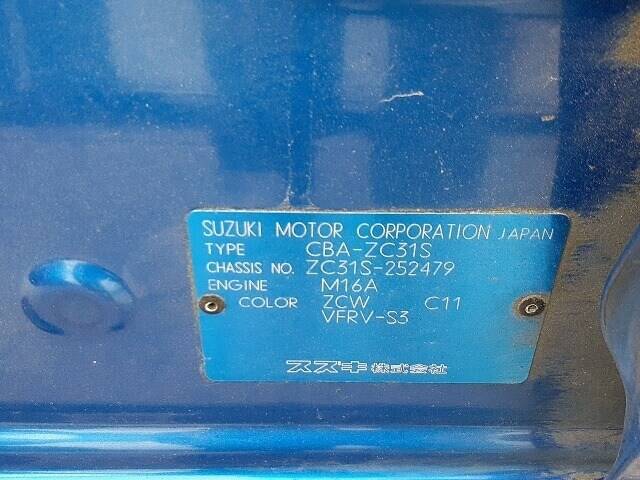 SUZUKI MOTOR CORPORATION JAPAN
TYPE CBA-ZC31S
CHASSIS NO. ZC31S-252479
ENGINE M16A
COLOR ZCW C11
VFRV-S3
スズキ株式会社